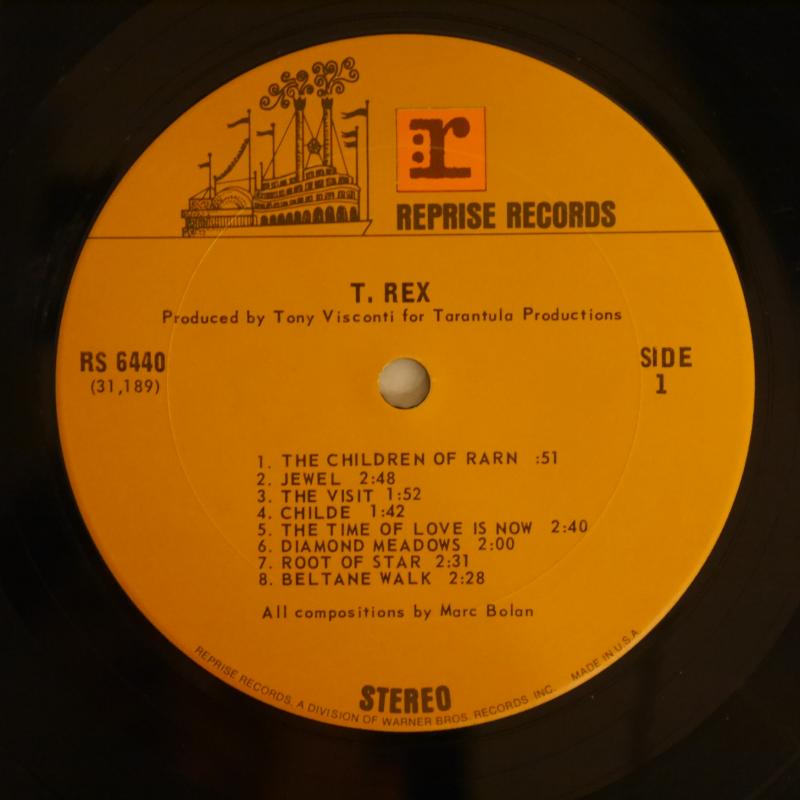 :r
REPRISE RECORDS
T. REX
Produced by Tony Visconti for Tarantula Productions
RS 6440
(31,189)
SIDE
1
1. THE CHILDREN OF RARN :51
2. JEWEL 2:48
3. THE VISIT 1:52
4. CHILDE 1:42
5. THE TIME OF LOVE IS NOW 2:40
6. DIAMOND MEADOWS 2:00
7. ROOT OF STAR 2:31
8. BELTANE WALK 2:28
All compositions by Marc Bolan
STEREO
REPRISE RECORDS, A DIVISION OF WARNER BROS. RECORDS INC. MADE IN U.S.A.